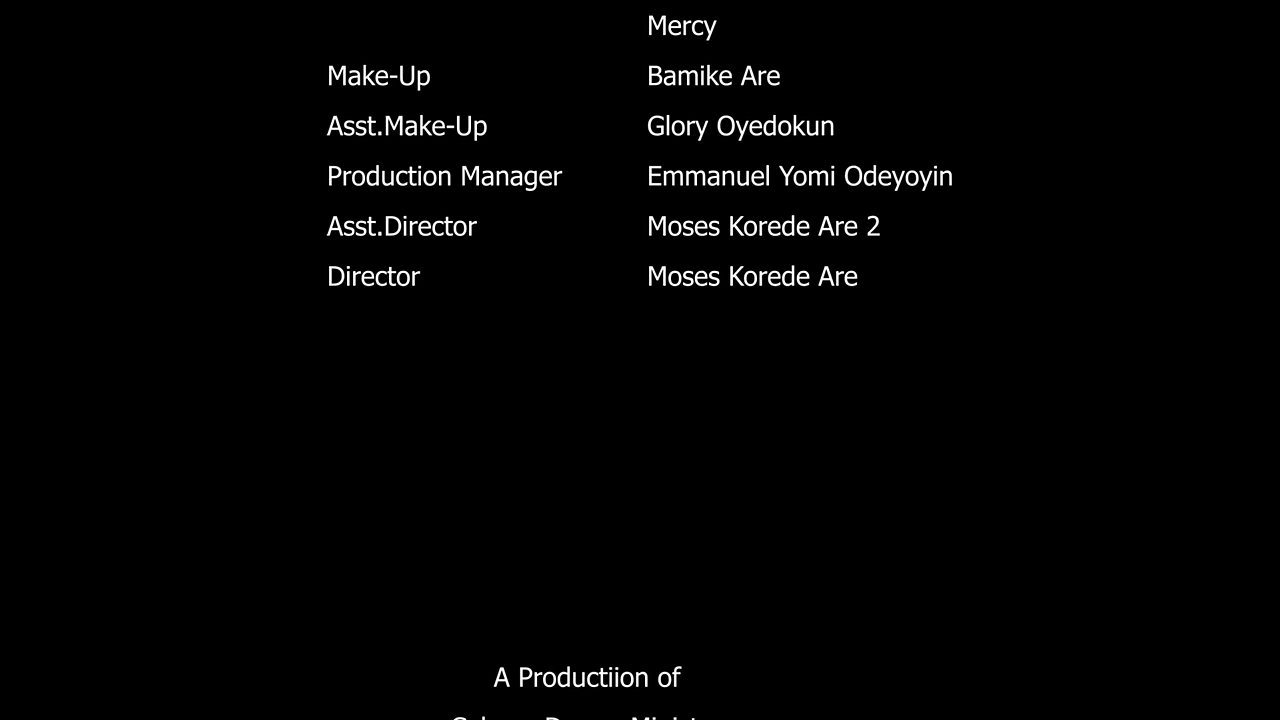 Mercy
Make-Up Bamike Are
Asst.Make-Up Glory Oyedokun
Production Manager Emmanuel Yomi Odeyoyin
Asst.Director Moses Korede Are 2
Director Moses Korede Are
A Productiion of